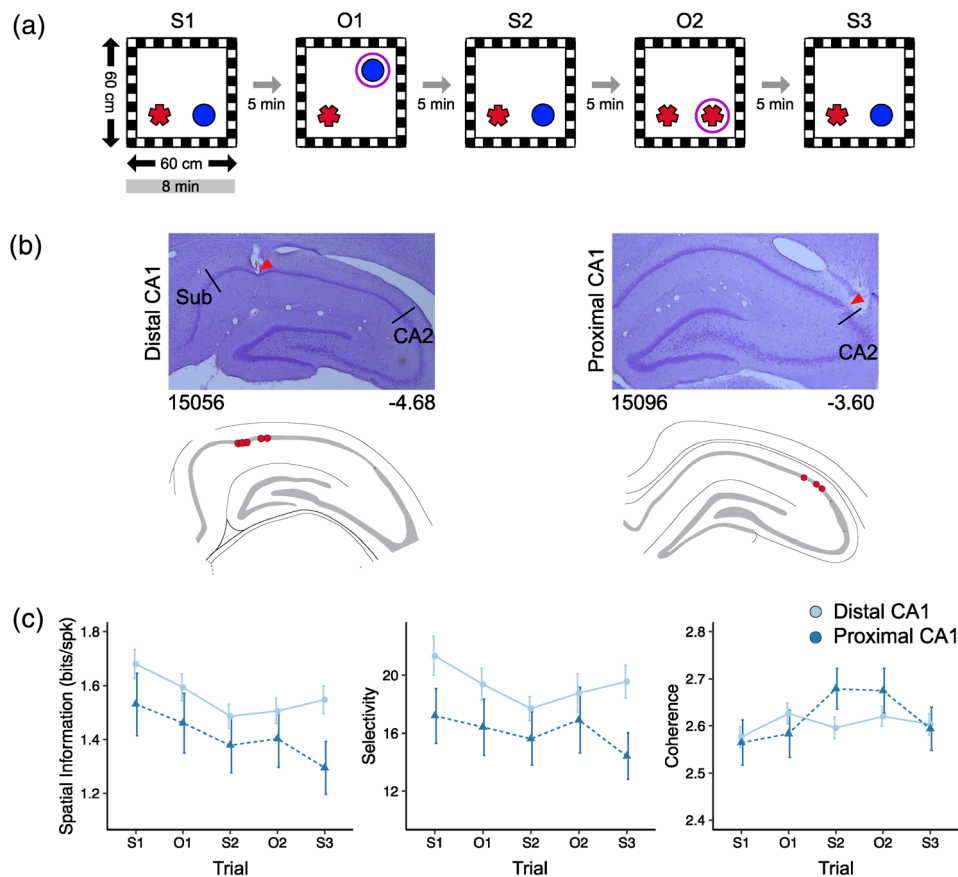 (a)
S1 O1 S2 O2 S3
60 cm
5 min 5 min 5 min 5 min
60 cm
8 min
(b)
Distal CA1
Sub
CA2
15056 -4.68
Proximal CA1
CA2
15096 -3.60
(c)
Distal CA1
Proximal CA1
Spatial Information (bits/spk)
1.8
1.6
1.4
1.2
S1 O1 S2 O2 S3
Trial
Selectivity
20
16
12
S1 O1 S2 O2 S3
Trial
Coherence
2.8
2.7
2.6
2.5
2.4
S1 O1 S2 O2 S3
Trial